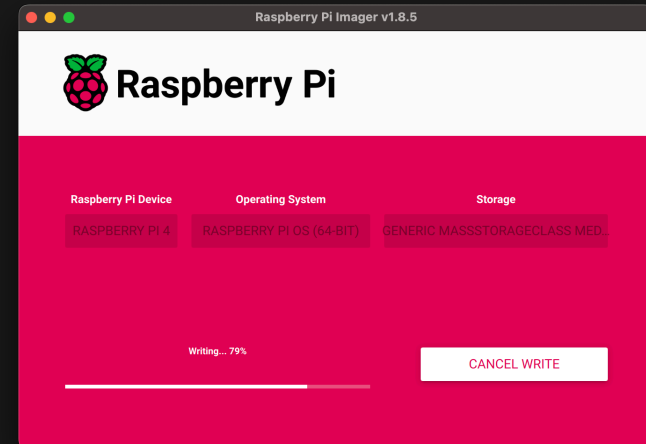 Raspberry Pi Imager v1.8.5
Raspberry Pi
Raspberry Pi Device
Operating System
Storage
RASPBERRY PI 4
RASPBERRY PI OS (64-BIT)
GENERIC MASSSTORAGECLASS MED…
Writing... 79%
CANCEL WRITE